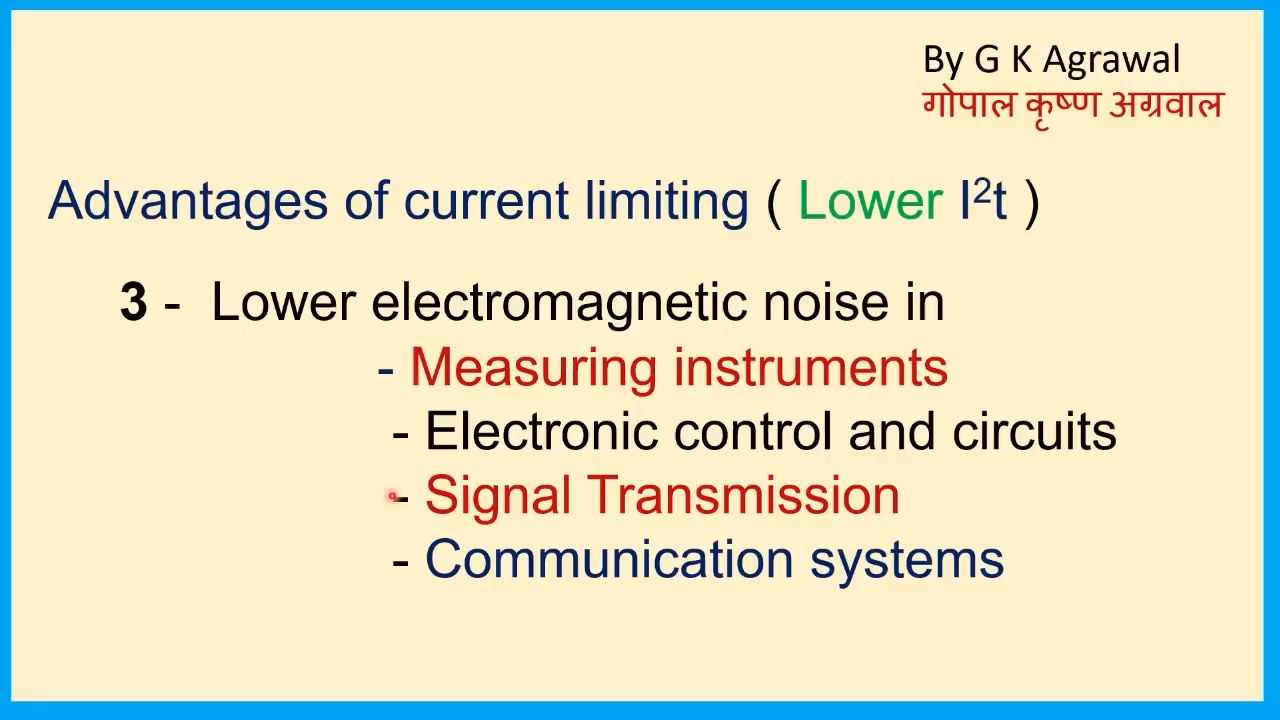 By G K Agrawal
गोपाल कृष्ण अग्रवाल
Advantages of current limiting ( Lower I²t )
3 - Lower electromagnetic noise in
- Measuring instruments
- Electronic control and circuits
- Signal Transmission
- Communication systems